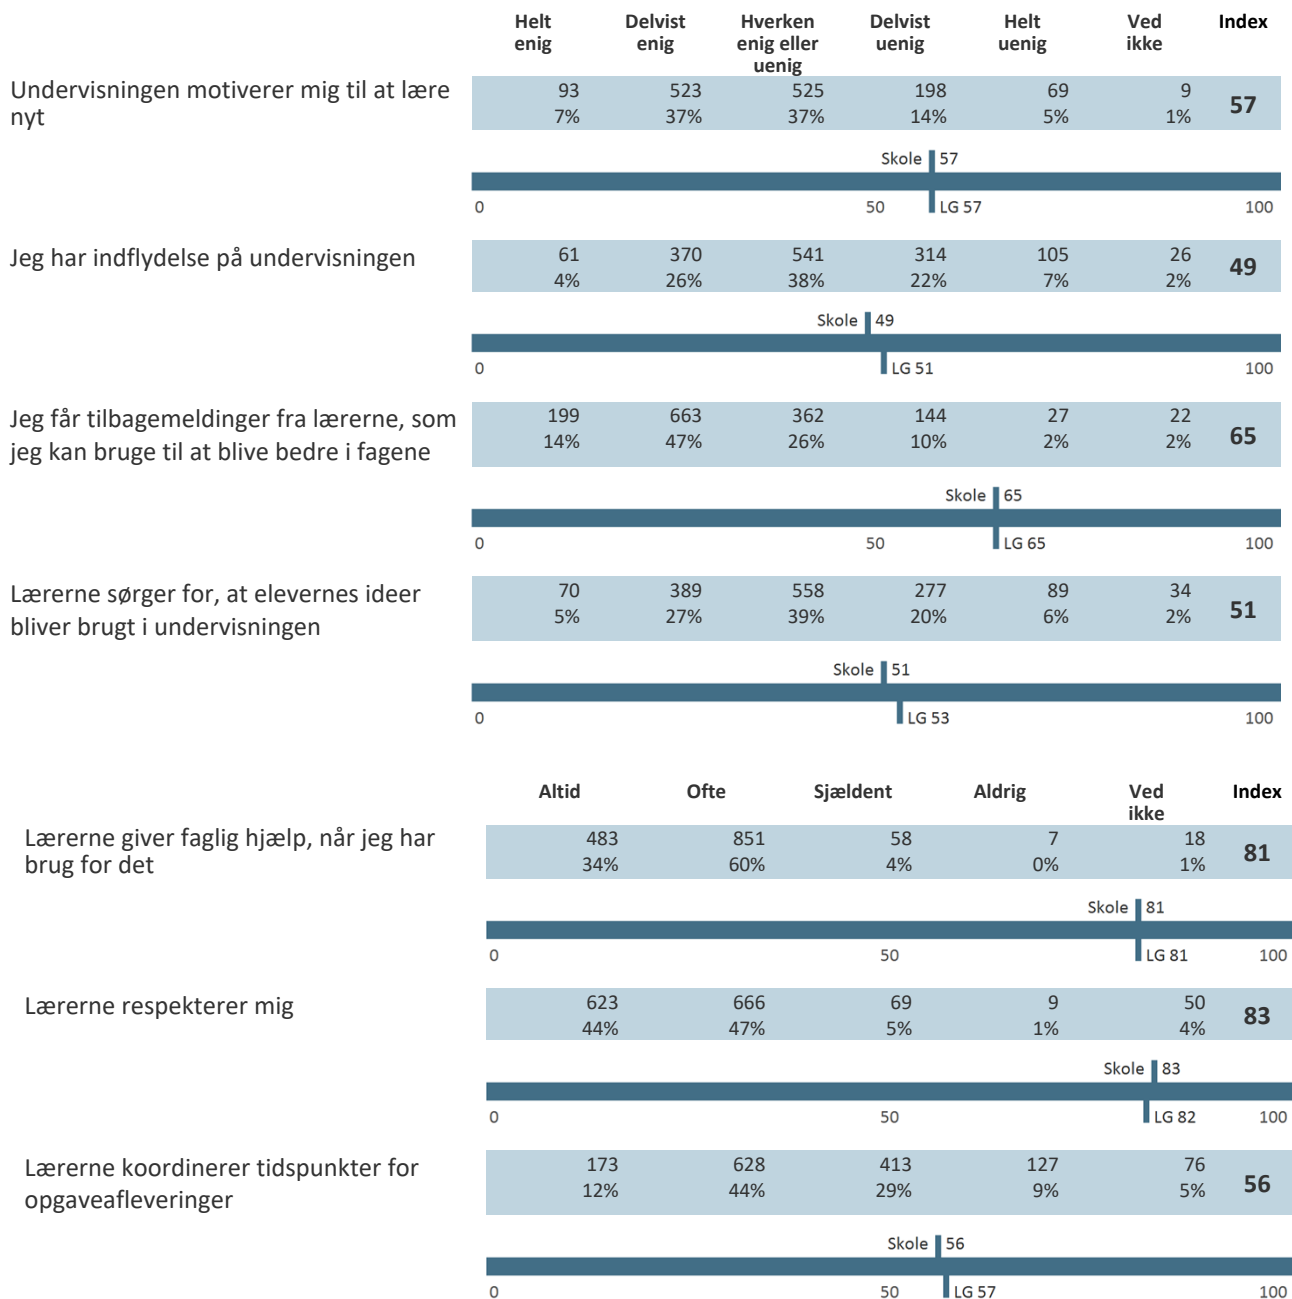 Helt Delvist Hverken Delvist Helt Ved Index
enig enig enig eller uenig uenig ikke
uenig
Undervisningen motiverer mig til at lære 93 523 525 198 69 9 57
nyt 7% 37% 37% 14% 5% 1%
Skole 57
0 50 LG 57 100
Jeg har indflydelse på undervisningen 61 370 541 314 105 26 49
4% 26% 38% 22% 7% 2%
Skole 49
0 LG 51 100
Jeg får tilbagemeldinger fra lærerne, som 199 663 362 144 27 22 65
jeg kan bruge til at blive bedre i fagene 14% 47% 26% 10% 2% 2%
Skole 65
0 50 LG 65 100
Lærerne sørger for, at elevernes ideer 70 389 558 277 89 34 51
bliver brugt i undervisningen 5% 27% 39% 20% 6% 2%
Skole 51
0 LG 53 100
Altid Ofte Sjældent Aldrig Ved Index
ikke
Lærerne giver faglig hjælp, når jeg har 483 851 58 7 18 81
brug for det 34% 60% 4% 0% 1%
Skole 81
0 50 LG 81 100
Lærerne respekterer mig 623 666 69 9 50 83
44% 47% 5% 1% 4%
Skole 83
0 50 LG 82 100
Lærerne koordinerer tidspunkter for 173 628 413 127 76 56
opgaveafleveringer 12% 44% 29% 9% 5%
Skole 56
0 50 LG 57 100